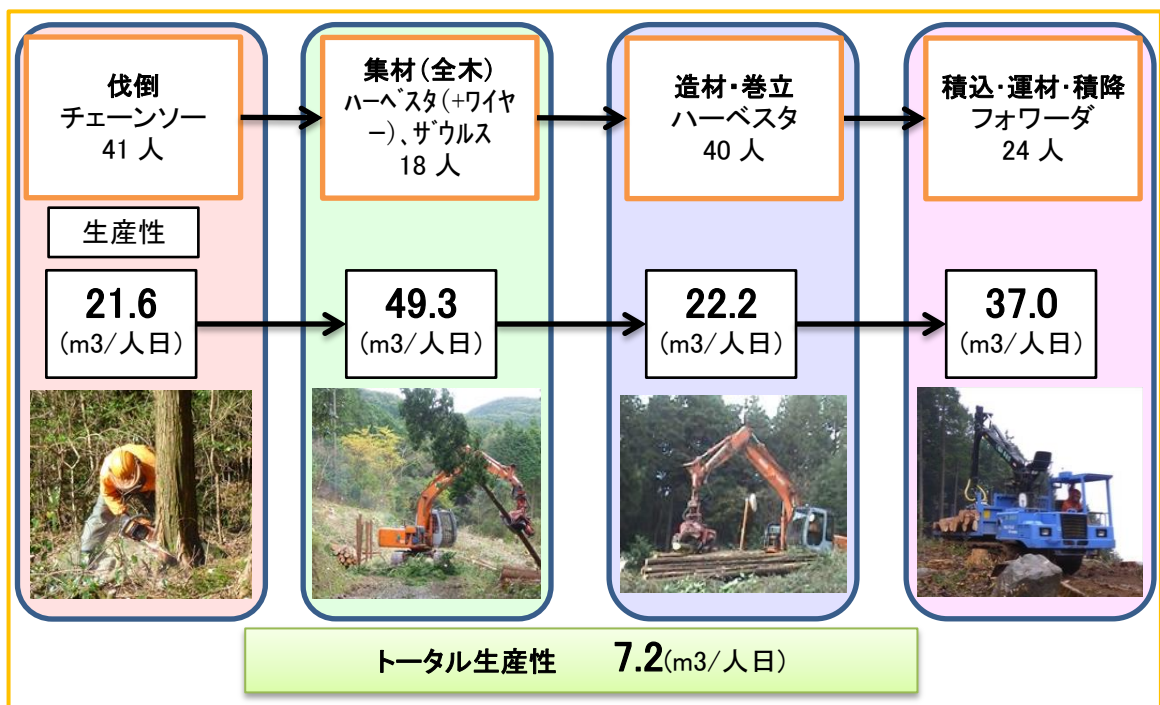 伐倒
チェーンソー
41 人
集材(全木)
ﾊｰﾍﾞｽﾀ(+ﾜｲﾔ
ｰ)、ｻﾞｳﾙｽ
18 人
造材・巻立
ハーベスタ
40 人
積込・運材・積降
フォワーダ
24 人
生産性
21.6
(m3/人日)
49.3
(m3/人日)
22.2
(m3/人日)
37.0
(m3/人日)
トータル生産性 7.2(m3/人日)